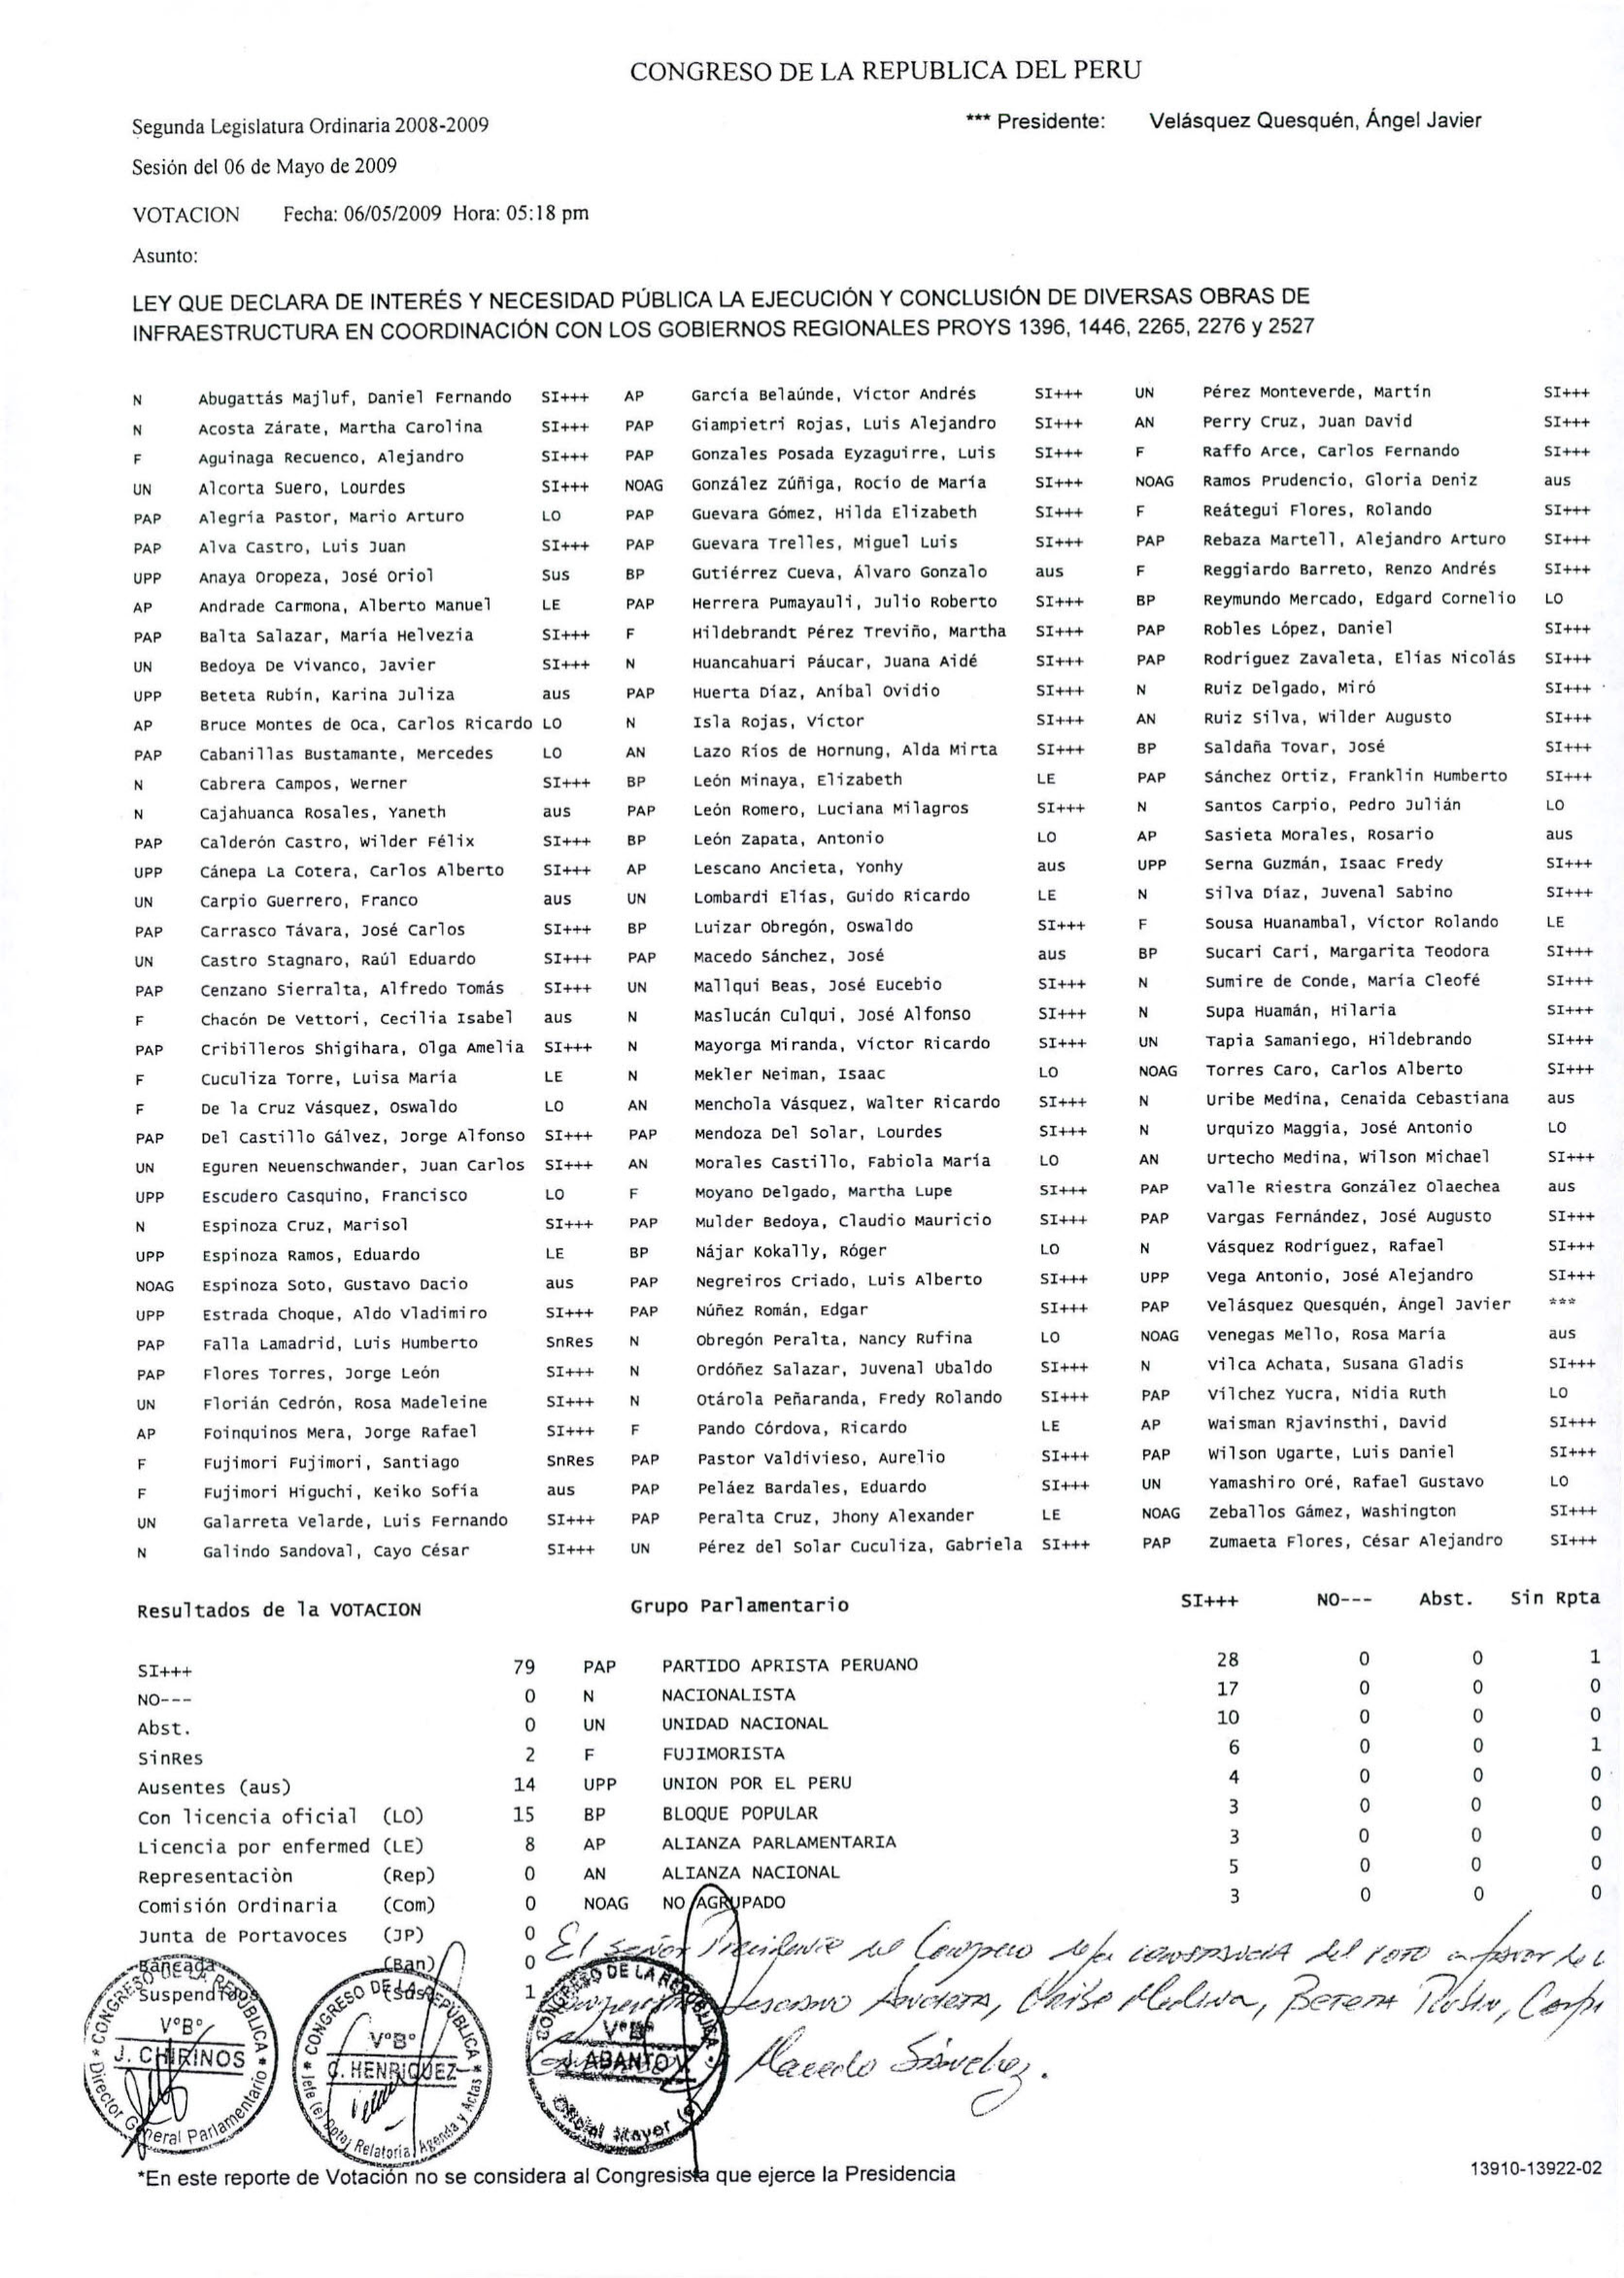 CONGRESO DE LA REPUBLICA DEL PERU
Segunda Legislatura Ordinaria 2008-2009 *** Presidente: Velásquez Quesquén, Ángel Javier
Sesión del 06 de Mayo de 2009
VOTACION Fecha: 06/05/2009 Hora: 05:18 pm
Asunto:
LEY QUE DECLARA DE INTERÉS Y NECESIDAD PÚBLICA LA EJECUCIÓN Y CONCLUSIÓN DE DIVERSAS OBRAS DE
INFRAESTRUCTURA EN COORDINACIÓN CON LOS GOBIERNOS REGIONALES PROYS 1396, 1446, 2265, 2276 y 2527
N Abugattás Majluf, Daniel Fernando SI+++ AP García Belaúnde, Víctor Andrés SI+++ UN Pérez Monteverde, Martín SI+++
N Acosta Zárate, Martha Carolina SI+++ PAP Giampietri Rojas, Luis Alejandro SI+++ AN Perry Cruz, Juan David SI+++
F Aguinaga Recuenco, Alejandro SI+++ PAP Gonzales Posada Eyzaguirre, Luis SI+++ F Raffo Arce, Carlos Fernando SI+++
UN Alcorta Suero, Lourdes SI+++ NOAG González Zúñiga, Rocío de María SI+++ NOAG Ramos Prudencio, Gloria Deniz aus
PAP Alegría Pastor, Mario Arturo LO PAP Guevara Gómez, Hilda Elizabeth SI+++ F Reátegui Flores, Rolando SI+++
PAP Alva Castro, Luis Juan SI+++ PAP Guevara Trelles, Miguel Luis SI+++ PAP Rebaza Martell, Alejandro Arturo SI+++
UPP Anaya Oropeza, José Oriol Sus BP Gutiérrez Cueva, Álvaro Gonzalo aus F Reggiardo Barreto, Renzo Andrés SI+++
AP Andrade Carmona, Alberto Manuel LE PAP Herrera Pumayauli, Julio Roberto SI+++ BP Reymundo Mercado, Edgard Cornelio LO
PAP Balta Salazar, María Helvezia SI+++ F Hildebrandt Pérez Treviño, Martha SI+++ PAP Robles López, Daniel SI+++
UN Bedoya De Vivanco, Javier SI+++ N Huancahuari Páucar, Juana Aidé SI+++ PAP Rodriguez Zavaleta, Elías Nicolás SI+++
UPP Beteta Rubín, Karina Juliza aus PAP Huerta Díaz, Aníbal Ovidio SI+++ N Ruiz Delgado, Miró SI+++
AP Bruce Montes de Oca, Carlos Ricardo LO N Isla Rojas, Víctor SI+++ AN Ruiz Silva, Wilder Augusto SI+++
PAP Cabanillas Bustamante, Mercedes LO AN Lazo Ríos de Hornung, Alda Mirta SI+++ BP Saldaña Tovar, José SI+++
N Cabrera Campos, Werner SI+++ BP León Minaya, Elizabeth LE PAP Sánchez Ortiz, Franklin Humberto SI+++
N Cajahuanca Rosales, Yaneth aus PAP León Romero, Luciana Milagros SI+++ N Santos Carpio, Pedro Julián LO
PAP Calderón Castro, Wilder Félix SI+++ BP León Zapata, Antonio LO AP Sasieta Morales, Rosario aus
UPP Cánepa La Cotera, Carlos Alberto SI+++ AP Lescano Ancieta, Yonhy aus UPP Serna Guzmán, Isaac Fredy SI+++
UN Carpio Guerrero, Franco aus UN Lombardi Elías, Guido Ricardo LE N Silva Díaz, Juvenal Sabino SI+++
PAP Carrasco Távara, José Carlos SI+++ BP Luizar Obregón, Oswaldo SI+++ F Sousa Huanambal, Víctor Rolando LE
UN Castro Stagnaro, Raúl Eduardo SI+++ PAP Macedo Sánchez, José aus BP Sucari Cari, Margarita Teodora SI+++
PAP Cenzano Sierralta, Alfredo Tomás SI+++ UN Mallqui Beas, José Eucebio SI+++ N Sumire de Conde, María Cleofé SI+++
F Chacón De Vettori, Cecilia Isabel aus N Maslucán Culqui, José Alfonso SI+++ N Supa Huamán, Hilaria SI+++
PAP Cribilleros Shigihara, Olga Amelia SI+++ N Mayorga Miranda, Víctor Ricardo SI+++ UN Tapia Samaniego, Hildebrando SI+++
F Cuculiza Torre, Luisa María LE N Mekler Neiman, Isaac LO NOAG Torres Caro, Carlos Alberto SI+++
F De la Cruz Vásquez, Oswaldo LO AN Menchola Vásquez, Walter Ricardo SI+++ N Uribe Medina, Cenaida Cebastiana aus
PAP Del Castillo Gálvez, Jorge Alfonso SI+++ PAP Mendoza Del Solar, Lourdes SI+++ N Urquizo Maggia, José Antonio LO
UN Eguren Neuenschwander, Juan Carlos SI+++ AN Morales Castillo, Fabiola María LO AN Urtecho Medina, Wilson Michael SI+++
UPP Escudero Casquino, Francisco LO F Moyano Delgado, Martha Lupe SI+++ PAP Valle Riestra González Olaechea aus
N Espinoza Cruz, Marisol SI+++ PAP Mulder Bedoya, Claudio Mauricio SI+++ PAP Vargas Fernández, José Augusto SI+++
UPP Espinoza Ramos, Eduardo LE BP Nájar Kokally, Róger LO N Vásquez Rodríguez, Rafael SI+++
NOAG Espinoza Soto, Gustavo Dacio aus PAP Negreiros Criado, Luis Alberto SI+++ UPP Vega Antonio, José Alejandro SI+++
UPP Estrada Choque, Aldo Vladimiro SI+++ PAP Núñez Román, Edgar SI+++ PAP Velásquez Quesquén, Ángel Javier ***
PAP Falla Lamadrid, Luis Humberto SnRes N Obregón Peralta, Nancy Rufina LO NOAG Venegas Mello, Rosa María aus
PAP Flores Torres, Jorge León SI+++ N Ordóñez Salazar, Juvenal Ubaldo SI+++ N Vilca Achata, Susana Gladis SI+++
UN Florián Cedrón, Rosa Madeleine SI+++ N Otárola Peñaranda, Fredy Rolando SI+++ PAP Vílchez Yucra, Nidia Ruth LO
AP Foinquinos Mera, Jorge Rafael SI+++ F Pando Córdova, Ricardo LE AP Waisman Rjavinsthi, David SI+++
F Fujimori Fujimori, Santiago SnRes PAP Pastor Valdivieso, Aurelio SI+++ PAP Wilson Ugarte, Luis Daniel SI+++
F Fujimori Higuchi, Keiko Sofía aus PAP Peláez Bardales, Eduardo SI+++ UN Yamashiro Oré, Rafael Gustavo LO
UN Galarreta Velarde, Luis Fernando SI+++ PAP Peralta Cruz, Jhony Alexander LE NOAG Zeballos Gámez, Washington SI+++
N Galindo Sandoval, Cayo César SI+++ UN Pérez del Solar Cuculiza, Gabriela SI+++ PAP Zumaeta Flores, César Alejandro SI+++
Resultados de la VOTACION Grupo Parlamentario SI+++ NO--- Abst. Sin Rpta
SI+++ 79 PAP PARTIDO APRISTA PERUANO 28 0 0 1
NO--- 0 N NACIONALISTA 17 0 0 0
Abst. 0 UN UNIDAD NACIONAL 10 0 0 0
SinRes 2 F FUJIMORISTA 6 0 0 1
Ausentes (aus) 14 UPP UNION POR EL PERU 4 0 0 0
Con licencia oficial (LO) 15 BP BLOQUE POPULAR 3 0 0 0
Licencia por enfermed (LE) 8 AP ALIANZA PARLAMENTARIA 3 0 0 0
Representación (Rep) 0 AN ALIANZA NACIONAL 5 0 0 0
Comisión Ordinaria (Com) 0 NOAG NO AGRUPADO 3 0 0 0
Junta de Portavoces (JP) 0
Bancada (Ban) 0
Suspendidos (Sus) 1
El señor Presidente del Congreso deja constancia del voto a favor de
Lescano Ancieta, Uribe Medina, Beteta Rubín,
Macedo Sánchez.
CONGRESO DE LA REPÚBLICA
V°B°
J. CHIRINOS
Director General Parlamentario
CONGRESO DE LA REPÚBLICA
V°B°
G. HENRIQUEZ
Jefe (e) Dpto. Relatoría Agenda y Actas
CONGRESO DE LA REPUBLICA
V°B°
J. ABANTO V.
Oficial Mayor (e)
*En este reporte de Votación no se considera al Congresista que ejerce la Presidencia 13910-13922-02